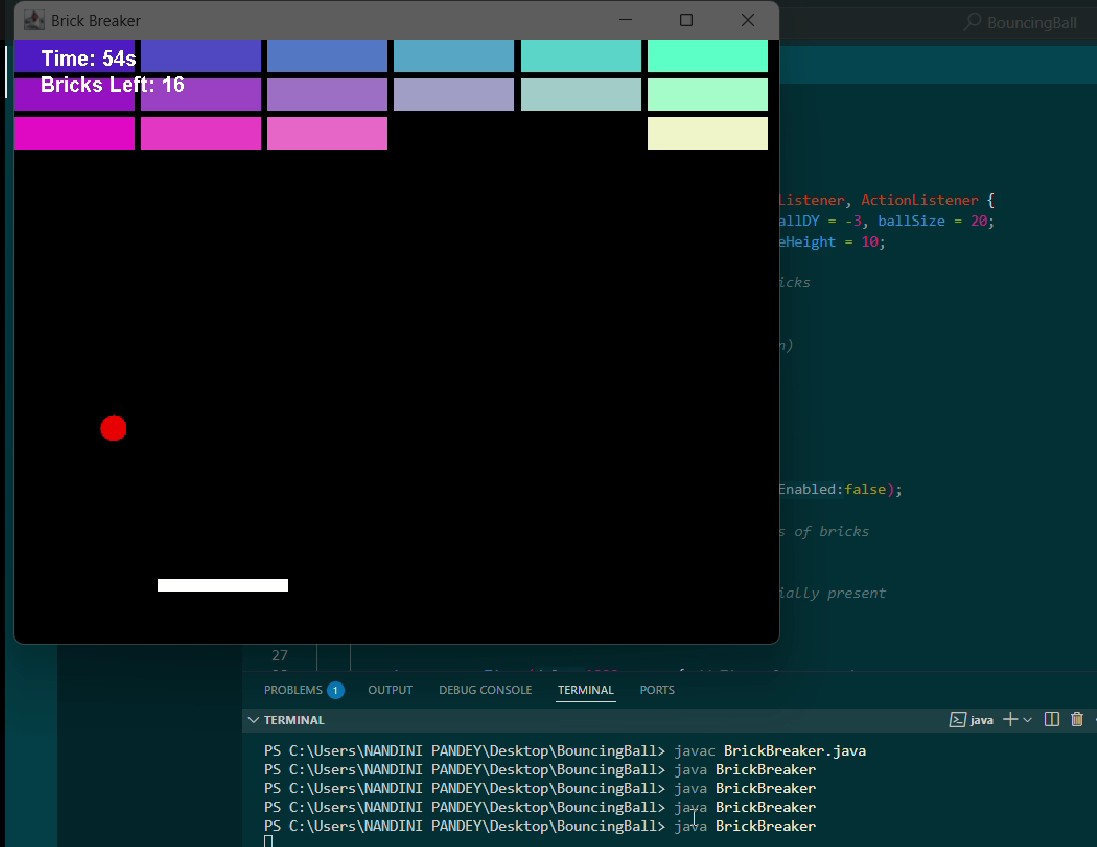 Brick Breaker
BouncingBall
Time: 54s
Bricks Left: 16
Listener, ActionListener {
allDY = -3, ballSize = 20;
eHeight = 10;
icks
n)
Enabled:false);
s of bricks
ially present
27
PROBLEMS 1 OUTPUT DEBUG CONSOLE TERMINAL PORTS
TERMINAL java
PS C:\Users\NANDINI PANDEY\Desktop\BouncingBall> javac BrickBreaker.java
PS C:\Users\NANDINI PANDEY\Desktop\BouncingBall> java BrickBreaker
PS C:\Users\NANDINI PANDEY\Desktop\BouncingBall> java BrickBreaker
PS C:\Users\NANDINI PANDEY\Desktop\BouncingBall> java BrickBreaker
PS C:\Users\NANDINI PANDEY\Desktop\BouncingBall> java BrickBreaker